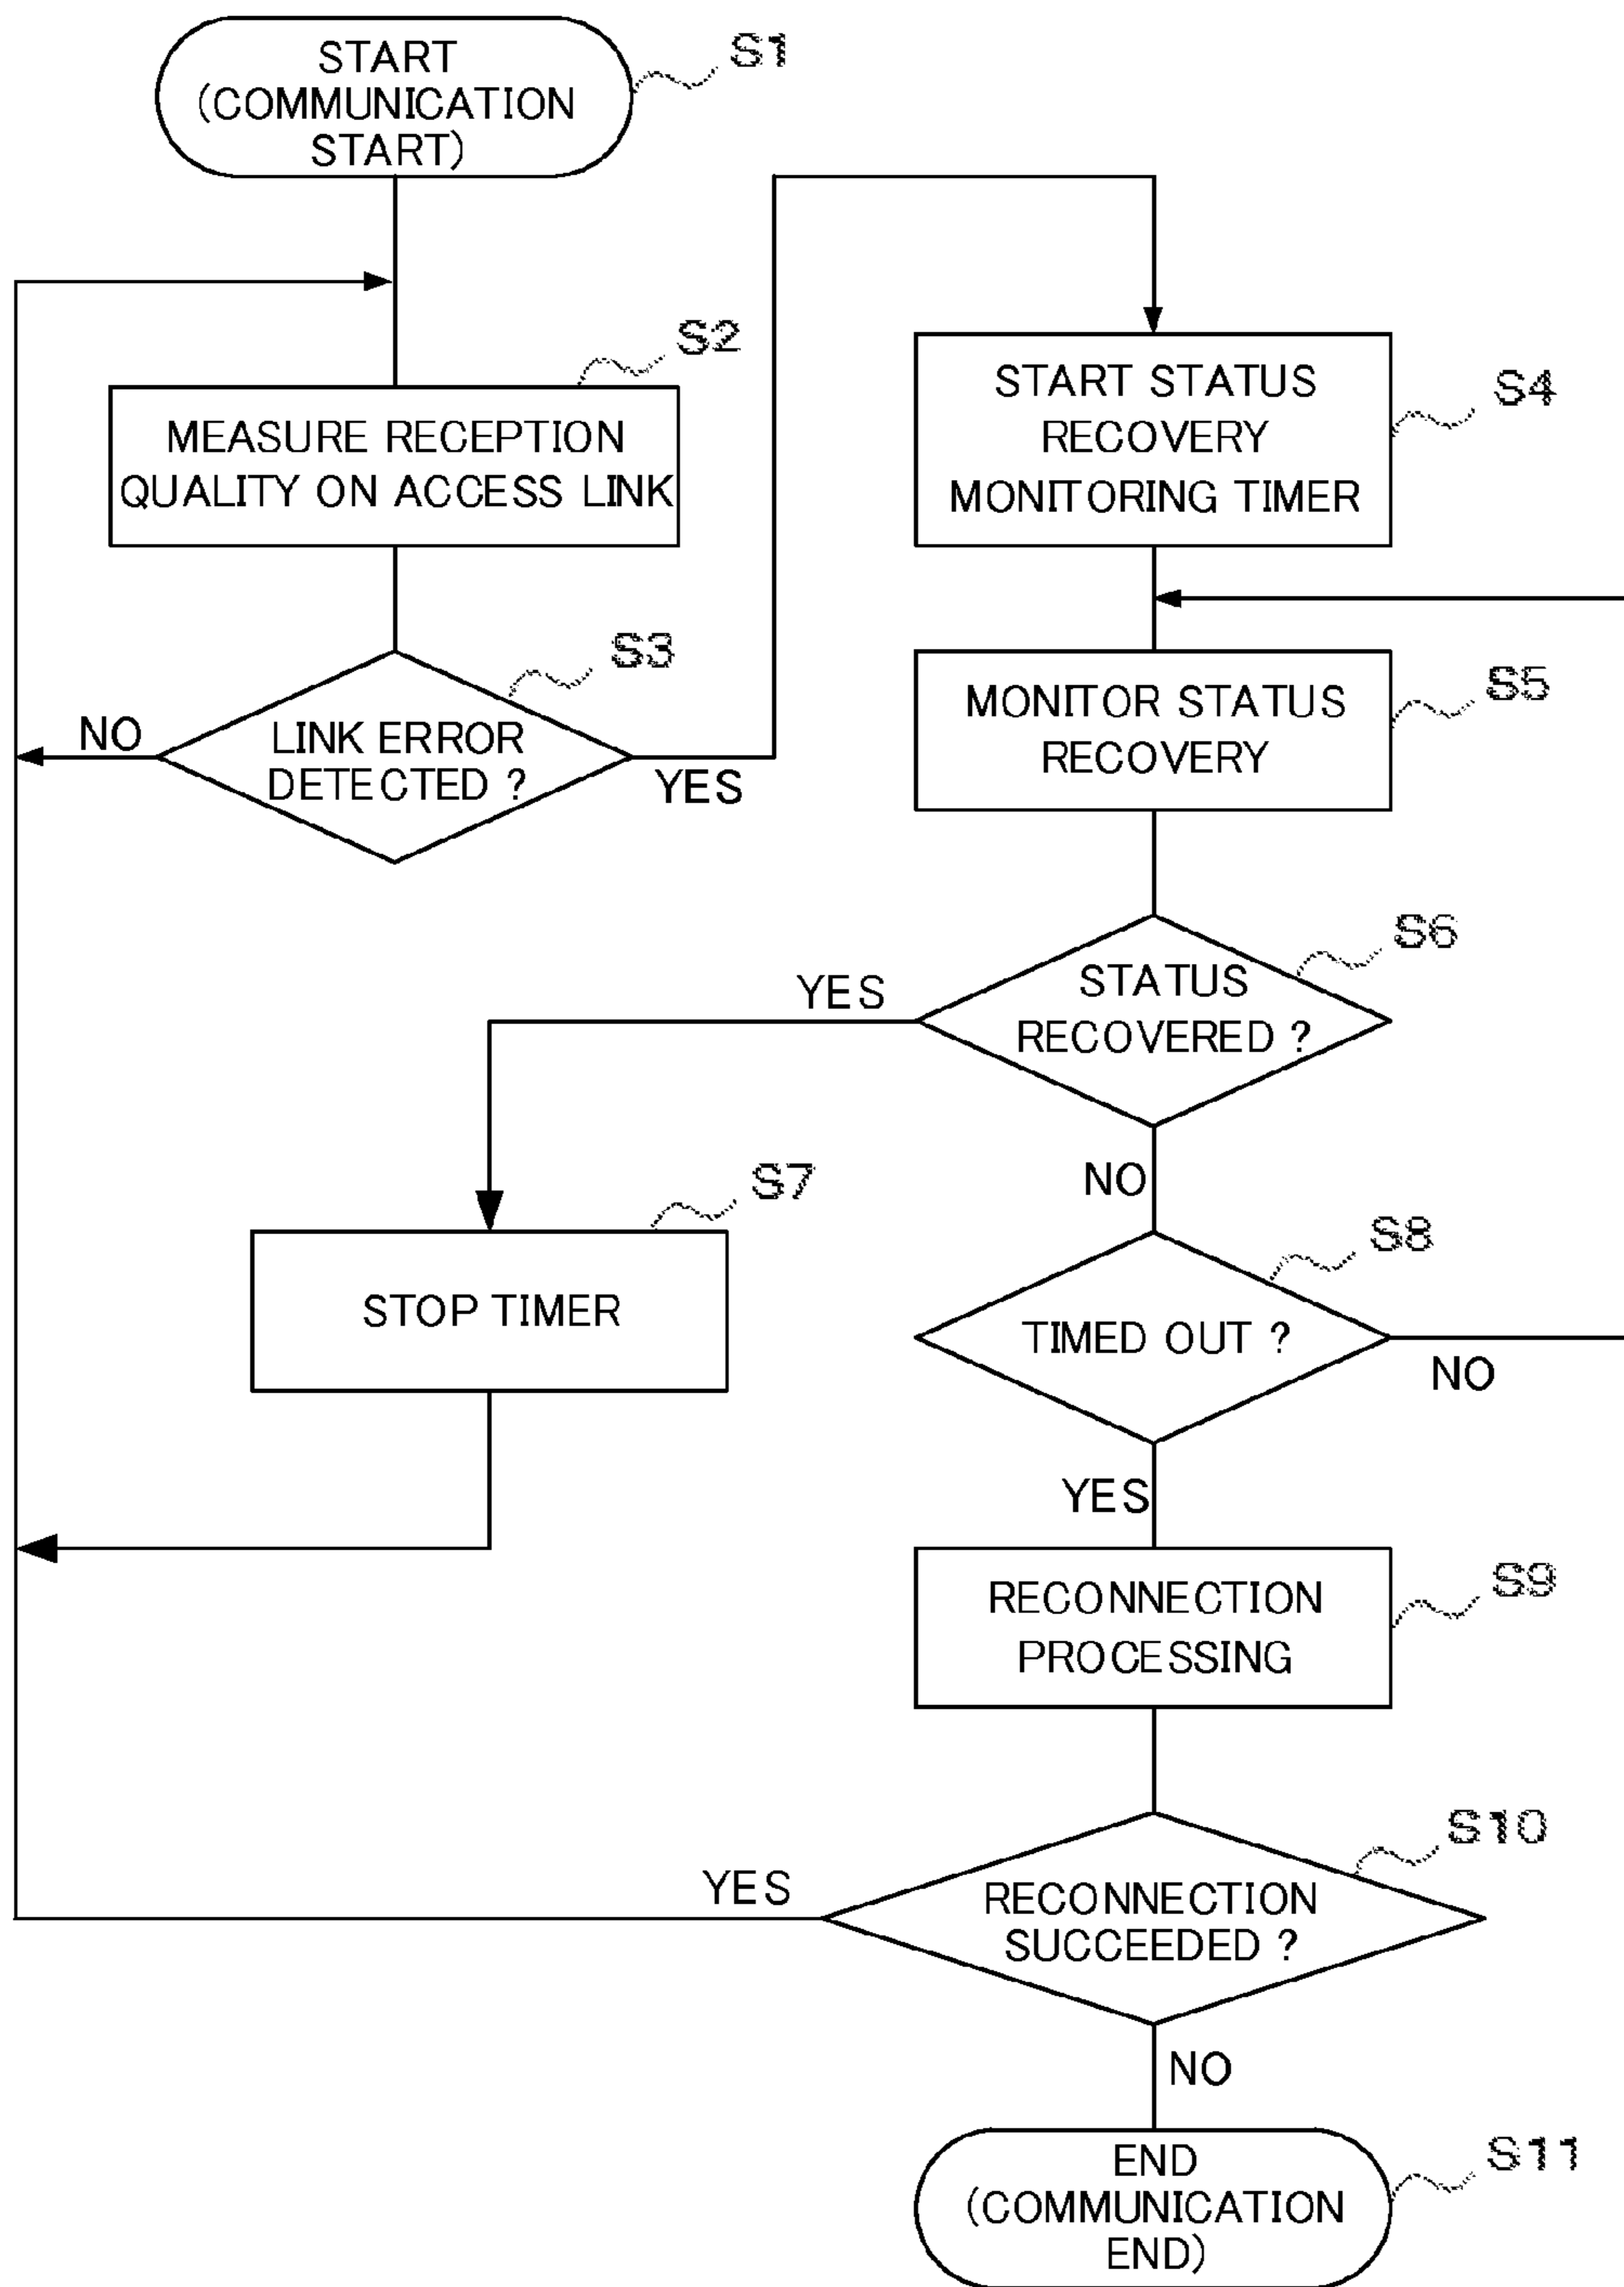 START
(COMMUNICATION
START)
S1
MEASURE RECEPTION
QUALITY ON ACCESS LINK
S2
LINK ERROR
DETECTED ?
S3
NO
YES
START STATUS
RECOVERY
MONITORING TIMER
S4
MONITOR STATUS
RECOVERY
S5
STATUS
RECOVERED ?
S6
YES
NO
STOP TIMER
S7
TIMED OUT ?
S8
NO
YES
RECONNECTION
PROCESSING
S9
RECONNECTION
SUCCEEDED ?
S10
YES
NO
END
(COMMUNICATION
END)
S11